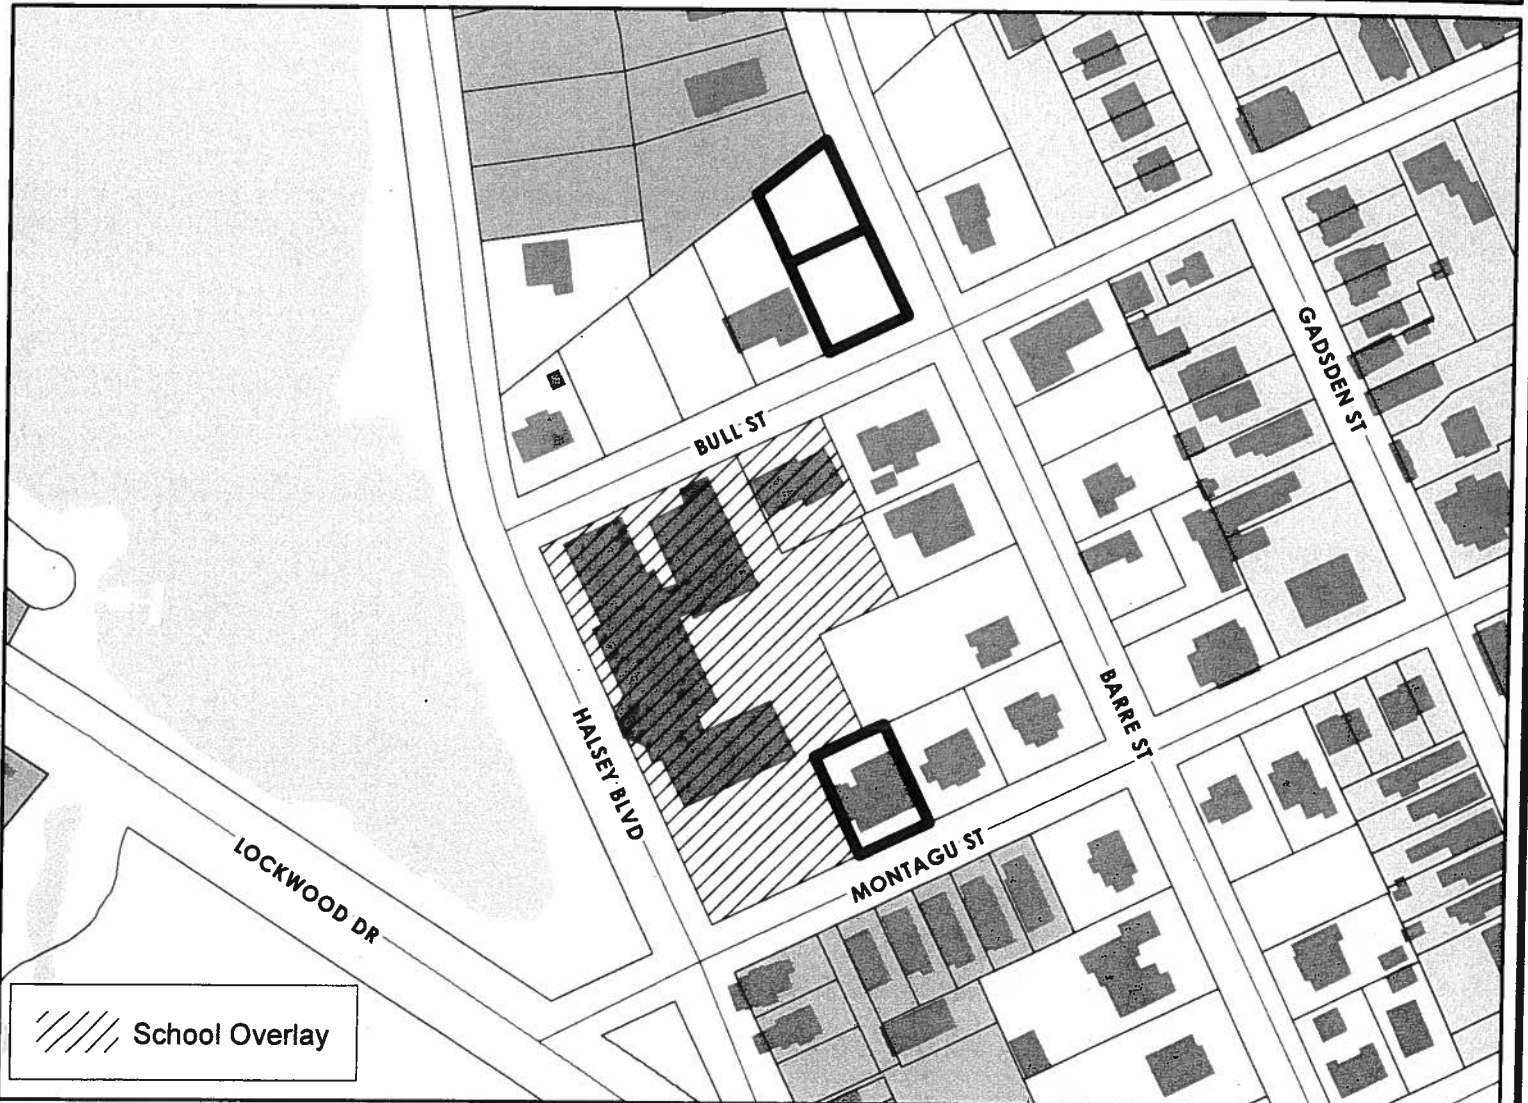 GADSDEN ST
BULL ST
BARRE ST
HALSEY BLVD
MONTAGU ST
LOCKWOOD DR
School Overlay